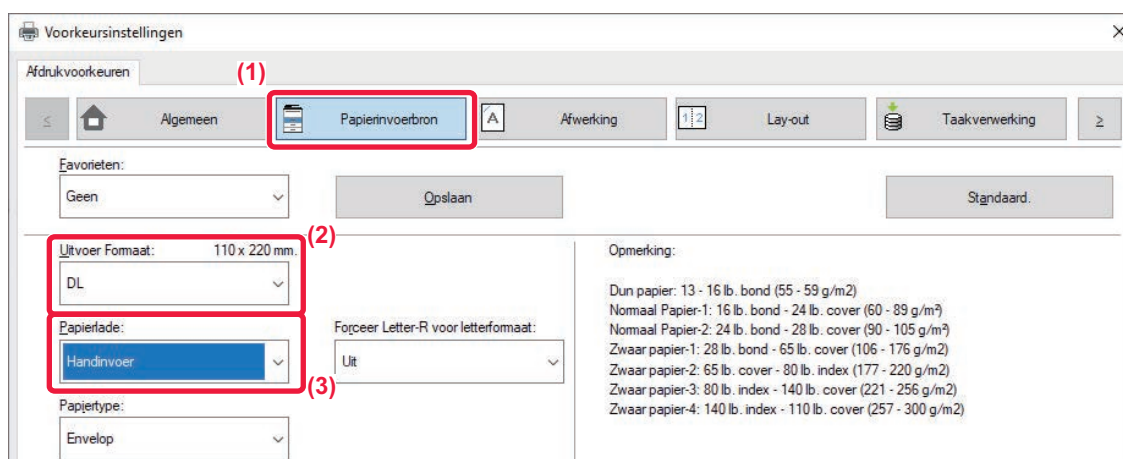 Voorkeursinstellingen
Afdrukvoorkeuren
(1)
Algemeen
Papierinvoerbron
A
Afwerking
1 2
Lay-out
Taakverwerking
Favorieten:
Geen
Opslaan
Standaard.
(2)
Uitvoer Formaat: 110 x 220 mm.
DL
Papierlade:
Handinvoer
(3)
Forceer Letter-R voor letterformaat:
Uit
Papiertype:
Envelop
Opmerking:
Dun papier: 13 - 16 lb. bond (55 - 59 g/m2)
Normaal Papier-1: 16 lb. bond - 24 lb. cover (60 - 89 g/m²)
Normaal Papier-2: 24 lb. bond - 28 lb. cover (90 - 105 g/m²)
Zwaar papier-1: 28 lb. bond - 65 lb. cover (106 - 176 g/m2)
Zwaar papier-2: 65 lb. cover - 80 lb. index (177 - 220 g/m2)
Zwaar papier-3: 80 lb. index - 140 lb. cover (221 - 256 g/m2)
Zwaar papier-4: 140 lb. index - 110 lb. cover (257 - 300 g/m2)